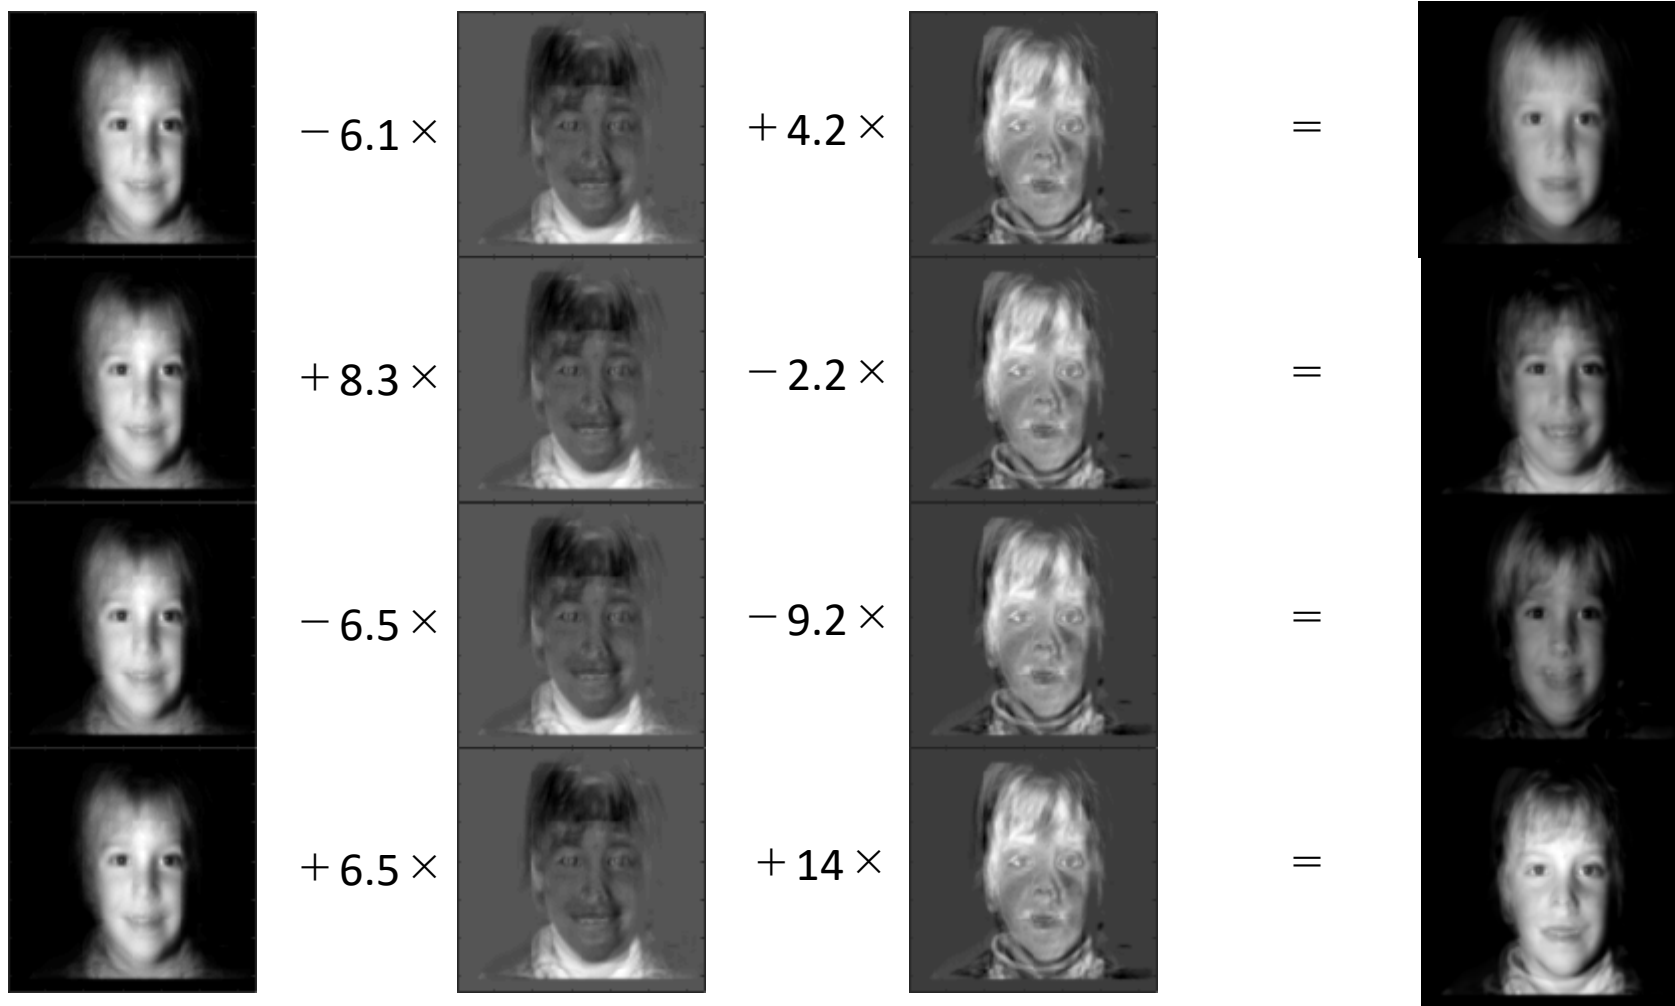 − 6.1 × + 4.2 × =
+ 8.3 × − 2.2 × =
− 6.5 × − 9.2 × =
+ 6.5 × + 14 × =